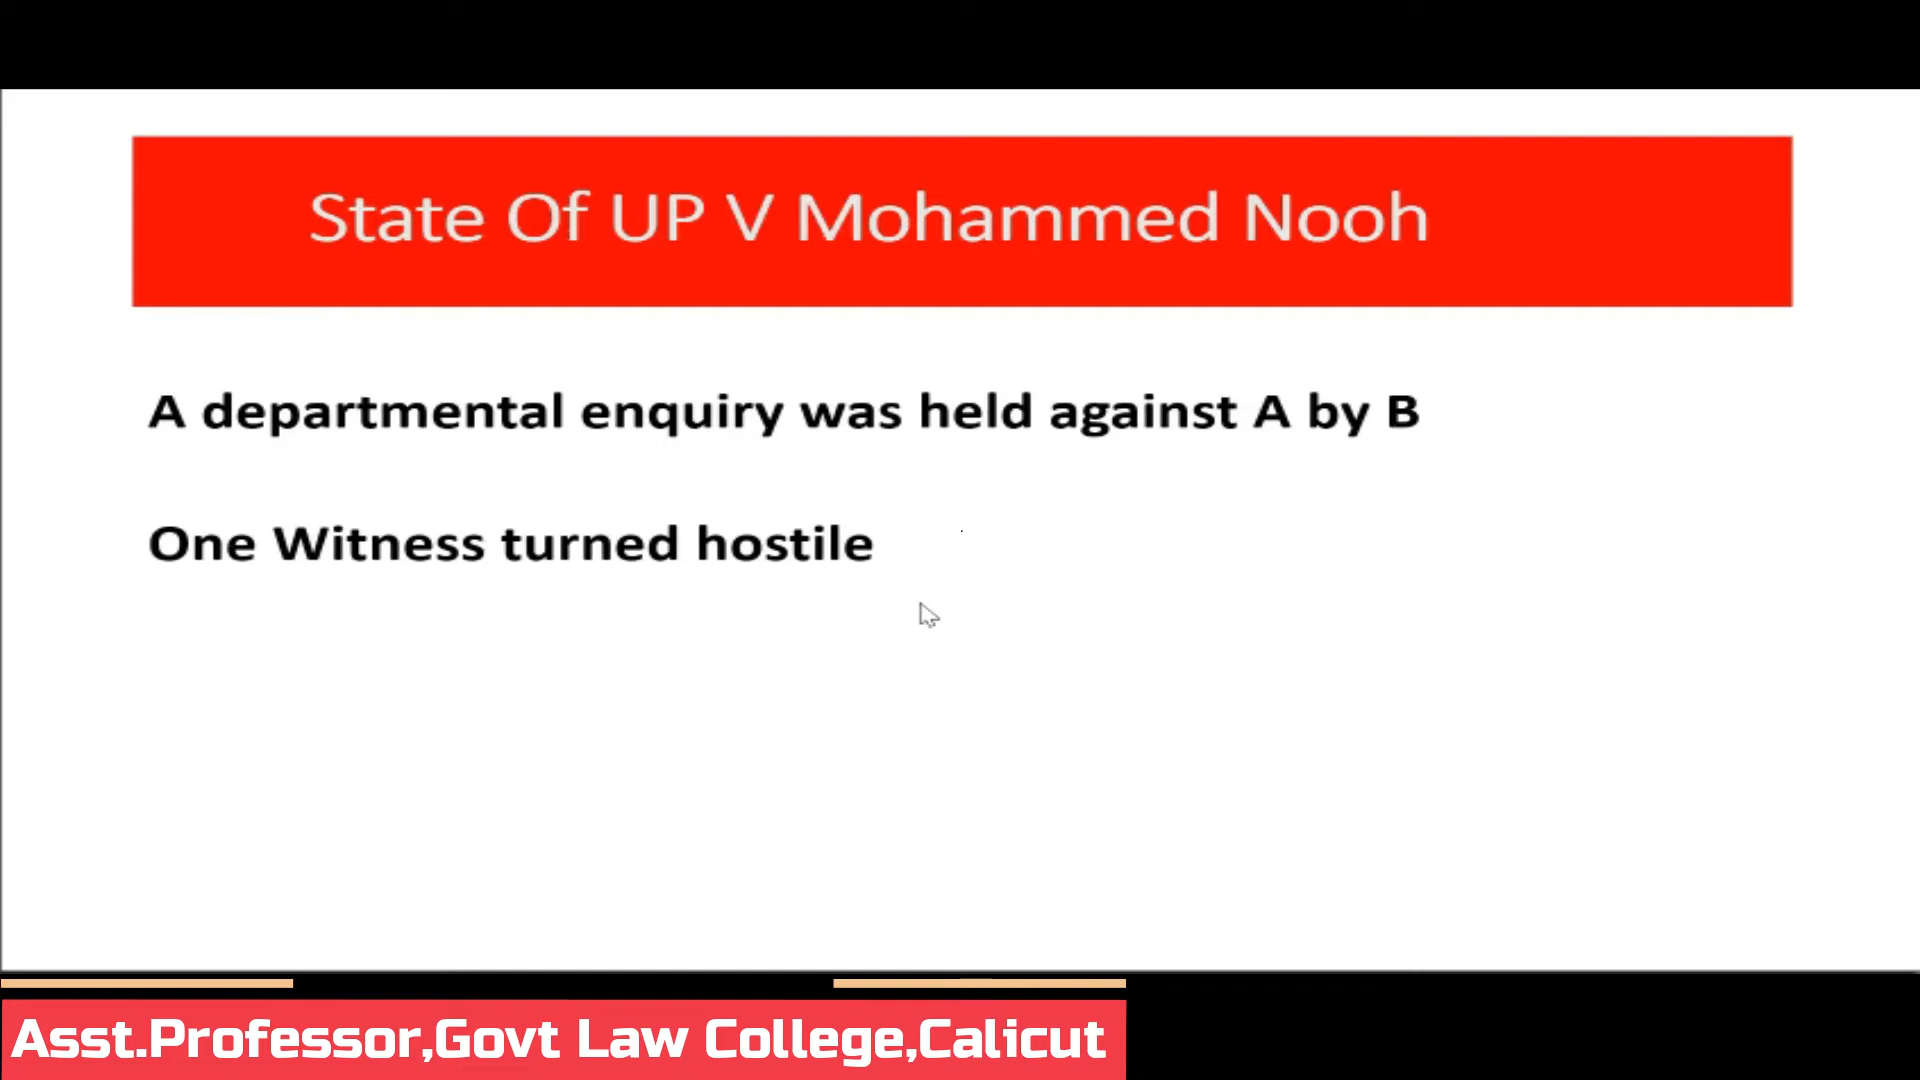 State Of UP V Mohammed Nooh
A departmental enquiry was held against A by B
One Witness turned hostile
Asst.Professor,Govt Law College,Calicut